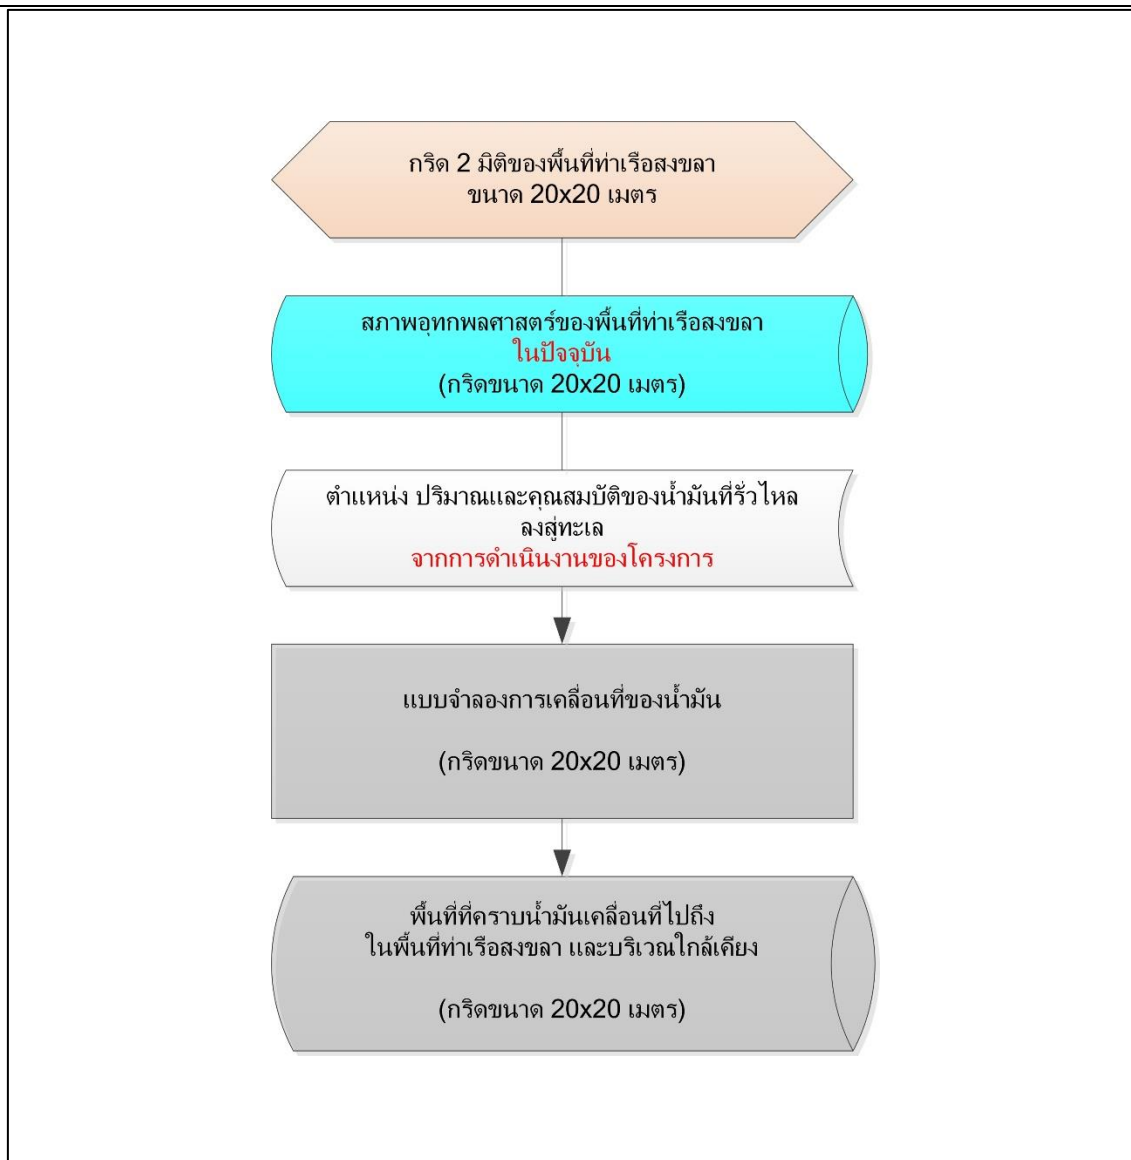 กริด 2 มิติของพื้นที่ท่าเรือสงขลา
ขนาด 20x20 เมตร
สภาพอุทกพลศาสตร์ของพื้นที่ท่าเรือสงขลา
ในปัจจุบัน
(กริดขนาด 20x20 เมตร)
ตำแหน่ง ปริมาณและคุณสมบัติของน้ำมันที่รั่วไหล
ลงสู่ทะเล
จากการดำเนินงานของโครงการ
แบบจำลองการเคลื่อนที่ของน้ำมัน
(กริดขนาด 20x20 เมตร)
พื้นที่ที่คราบน้ำมันเคลื่อนที่ไปถึง
ในพื้นที่ท่าเรือสงขลา และบริเวณใกล้เคียง
(กริดขนาด 20x20 เมตร)